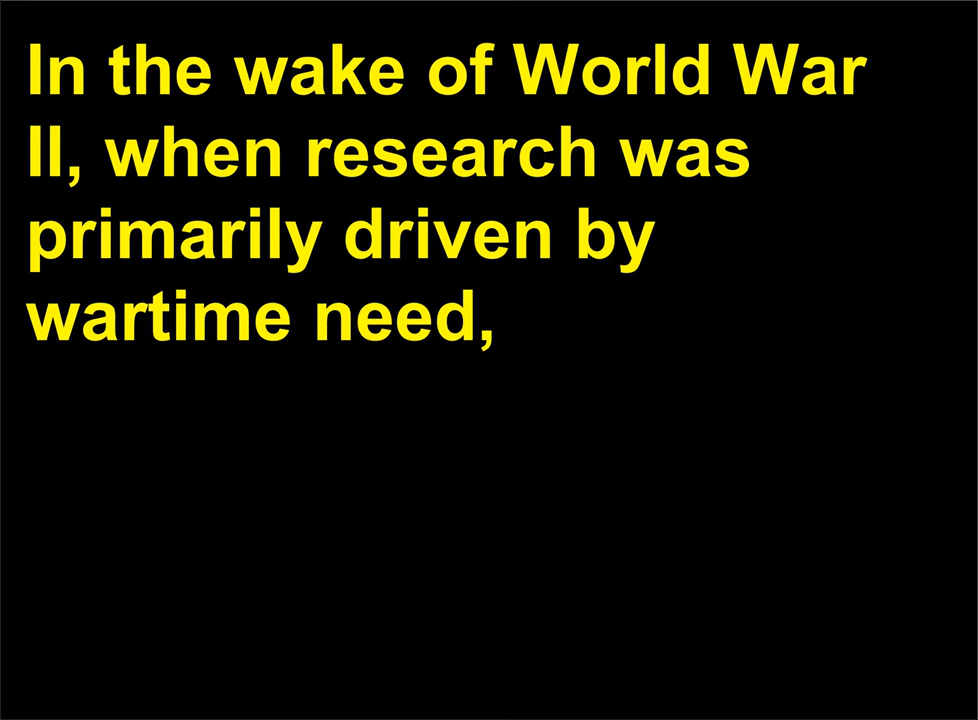 In the wake of World War
II, when research was
primarily driven by
wartime need,